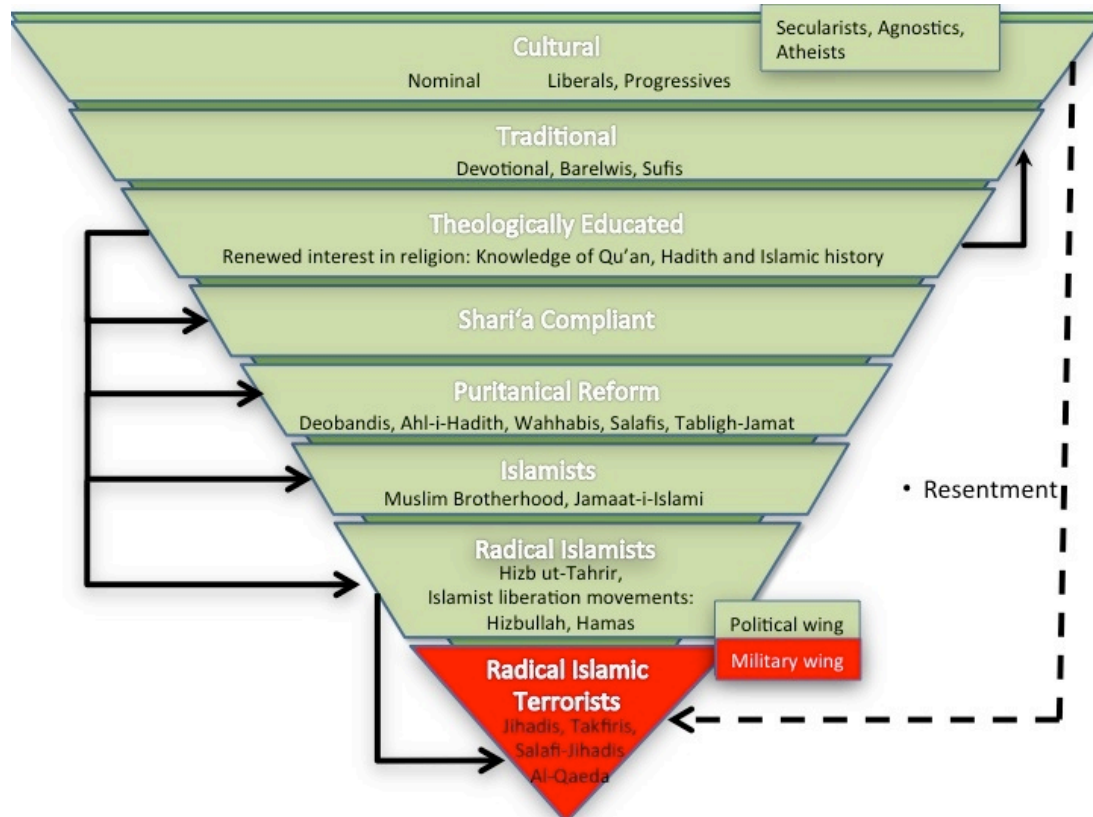 Secularists, Agnostics,
Atheists
Cultural
Nominal Liberals, Progressives
Traditional
Devotional, Barelwis, Sufis
Theologically Educated
Renewed interest in religion: Knowledge of Qu'an, Hadith and Islamic history
Shari'a Compliant
Puritanical Reform
Deobandis, Ahl-i-Hadith, Wahhabis, Salafis, Tabligh-Jamat
Islamists
Muslim Brotherhood, Jamaat-i-Islami
• Resentment
Radical Islamists
Hizb ut-Tahrir,
Islamist liberation movements:
Hizbullah, Hamas
Political wing
Military wing
Radical Islamic
Terrorists
Jihadis, Takfiris,
Salafi-Jihadis
Al-Qaeda